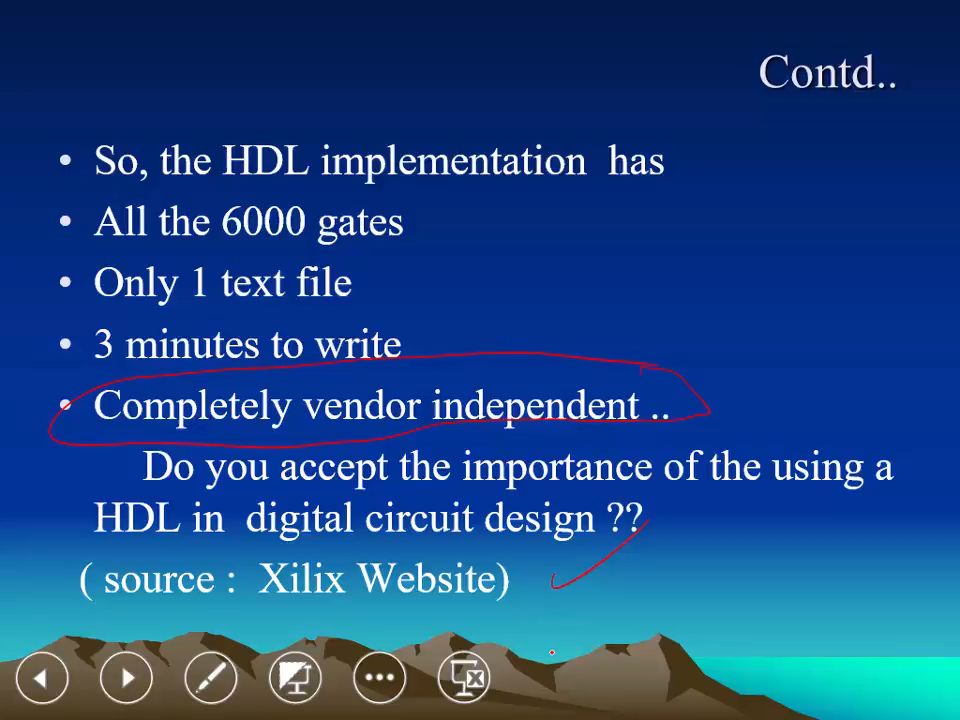 Contd..
• So, the HDL implementation has
• All the 6000 gates
• Only 1 text file
• 3 minutes to write
• Completely vendor independent ..
Do you accept the importance of the using a
HDL in digital circuit design ??
( source : Xilix Website)